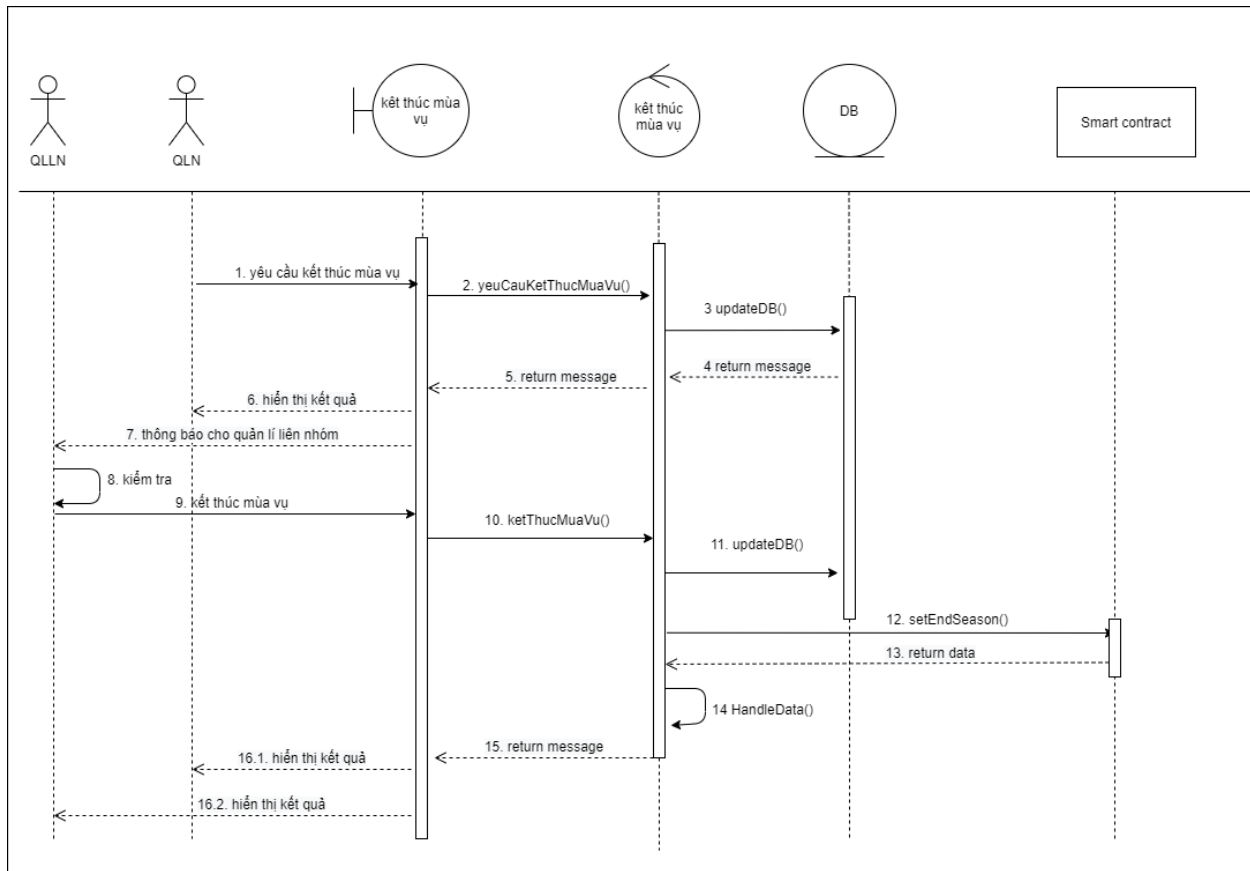 QLLN
QLN
kêt thúc mùa
vụ
kêt thúc
mùa vụ
DB
Smart contract
1. yêu cầu kết thúc mùa vụ
2. yeuCauKetThucMuaVu()
3 updateDB()
4 return message
5. return message
6. hiển thị kết quả
7. thông báo cho quản lí liên nhóm
8. kiểm tra
9. kết thúc mùa vụ
10. ketThucMuaVu()
11. updateDB()
12. setEndSeason()
13. return data
14 HandleData()
15. return message
16.1. hiển thị kết quả
16.2. hiển thị kết quả